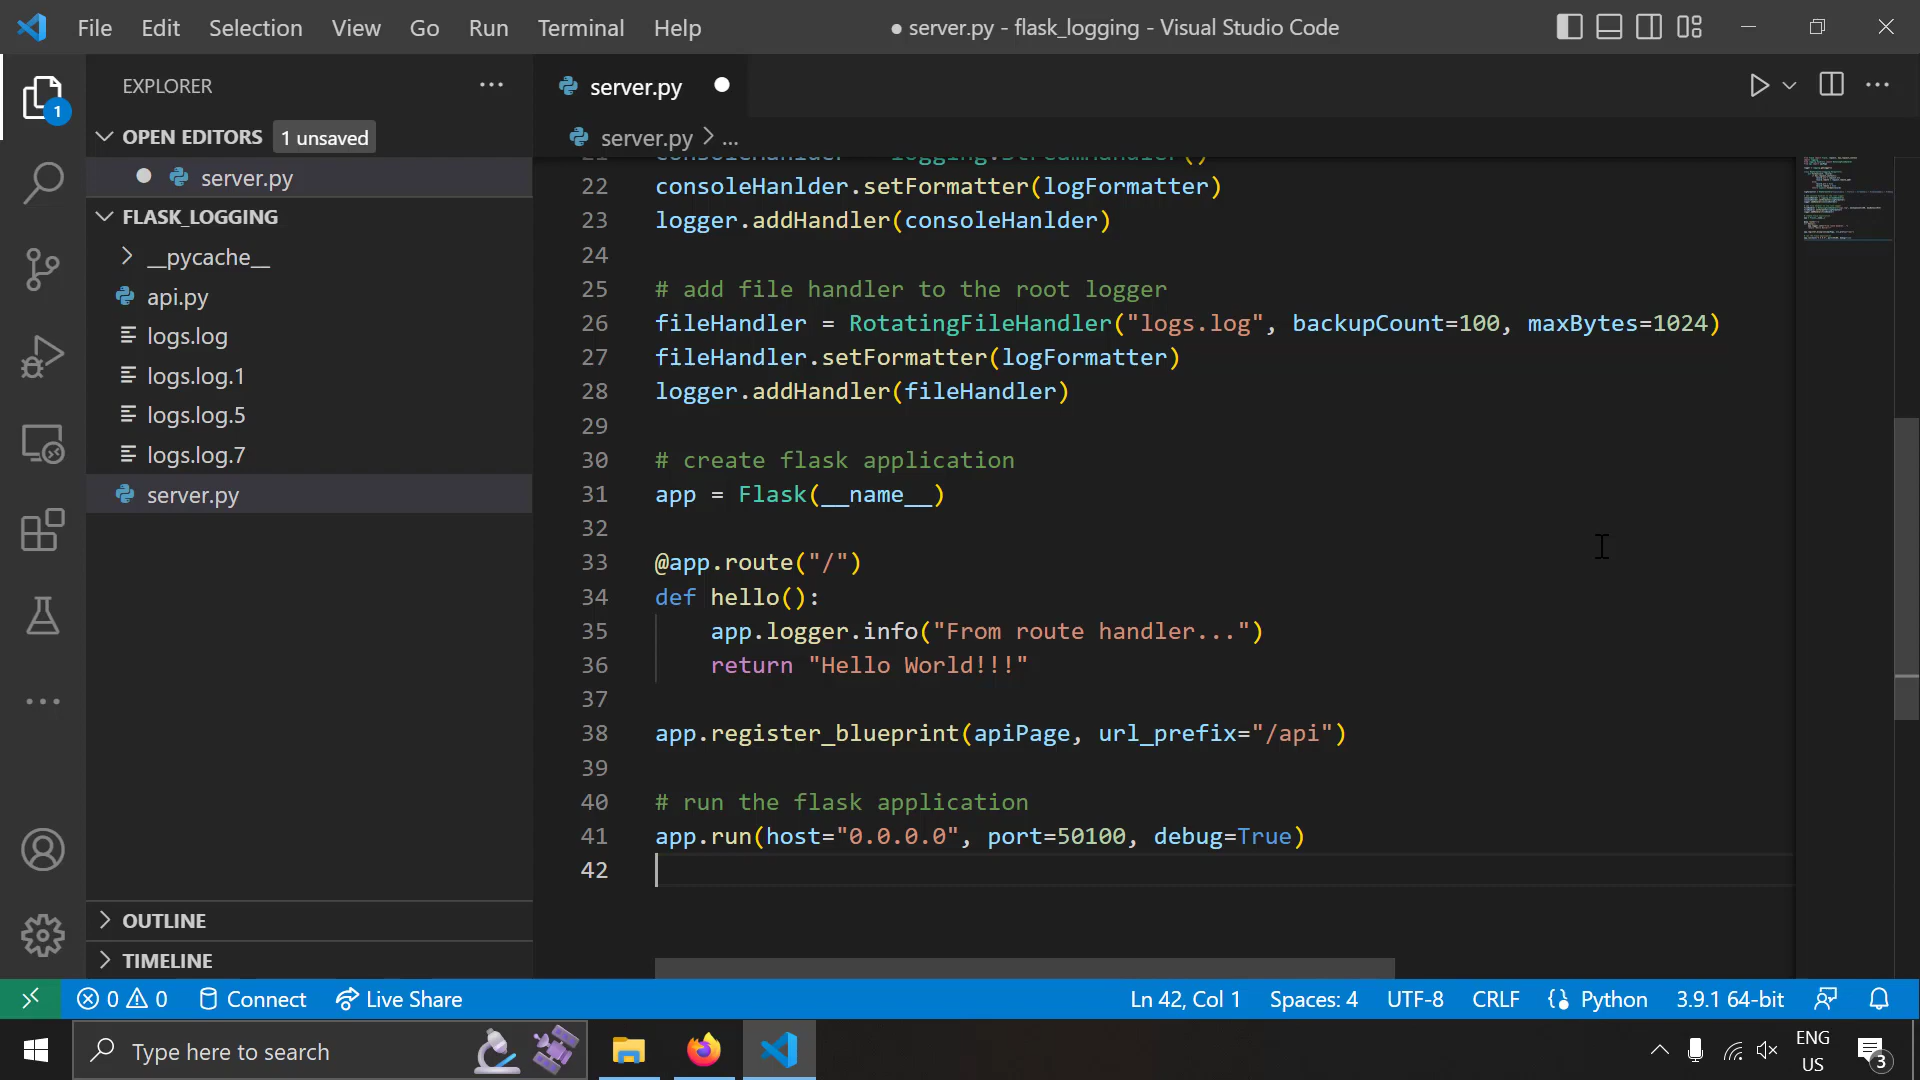 File Edit Selection View Go Run Terminal Help
● server.py - flask_logging - Visual Studio Code
EXPLORER
1
OPEN EDITORS 1 unsaved
server.py
FLASK_LOGGING
__pycache__
api.py
logs.log
logs.log.1
logs.log.5
logs.log.7
server.py
OUTLINE
TIMELINE
server.py
server.py > ...
21 consoleHanlder = logging.StreamHandler()
22 consoleHanlder.setFormatter(logFormatter)
23 logger.addHandler(consoleHanlder)
24
25 # add file handler to the root logger
26 fileHandler = RotatingFileHandler("logs.log", backupCount=100, maxBytes=1024)
27 fileHandler.setFormatter(logFormatter)
28 logger.addHandler(fileHandler)
29
30 # create flask application
31 app = Flask(__name__)
32
33 @app.route("/")
34 def hello():
35 app.logger.info("From route handler...")
36 return "Hello World!!!"
37
38 app.register_blueprint(apiPage, url_prefix="/api")
39
40 # run the flask application
41 app.run(host="0.0.0.0", port=50100, debug=True)
42
0 0 Connect Live Share
Ln 42, Col 1 Spaces: 4 UTF-8 CRLF Python 3.9.1 64-bit
Type here to search
ENG
US
3